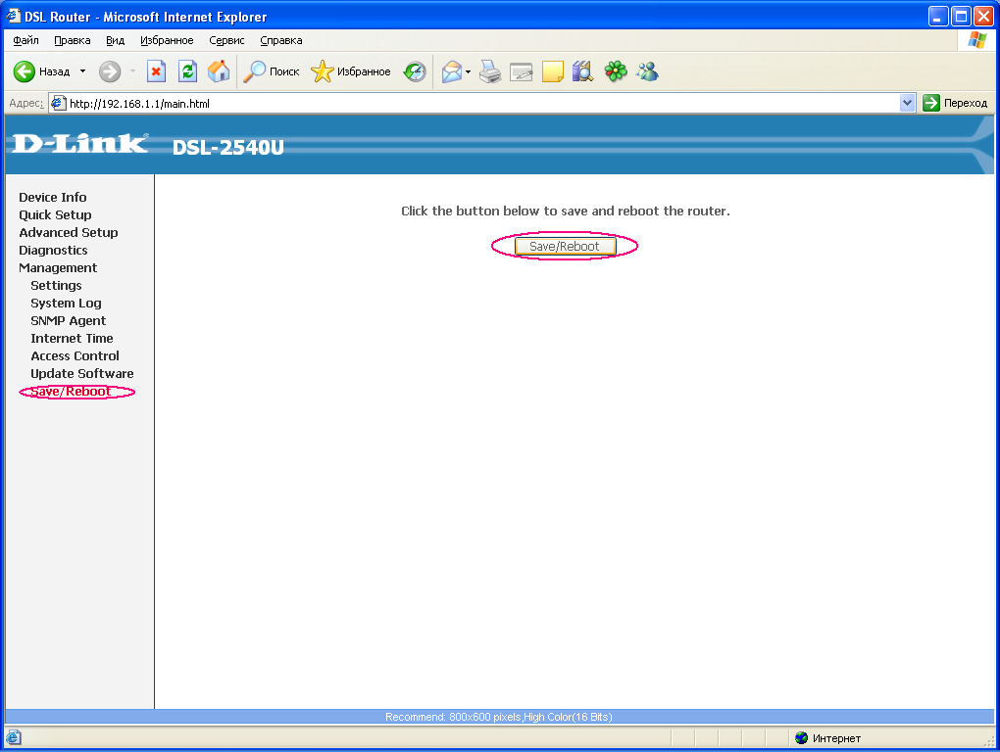 DSL Router - Microsoft Internet Explorer
Файл Правка Вид Избранное Сервис Справка
Назад Поиск Избранное
Адрес: http://192.168.1.1/main.html Переход
D-Link® DSL-2540U
Device Info
Quick Setup
Advanced Setup
Diagnostics
Management
Settings
System Log
SNMP Agent
Internet Time
Access Control
Update Software
Save/Reboot
Click the button below to save and reboot the router.
Save/Reboot
Recommend: 800x600 pixels,High Color(16 Bits)
Интернет